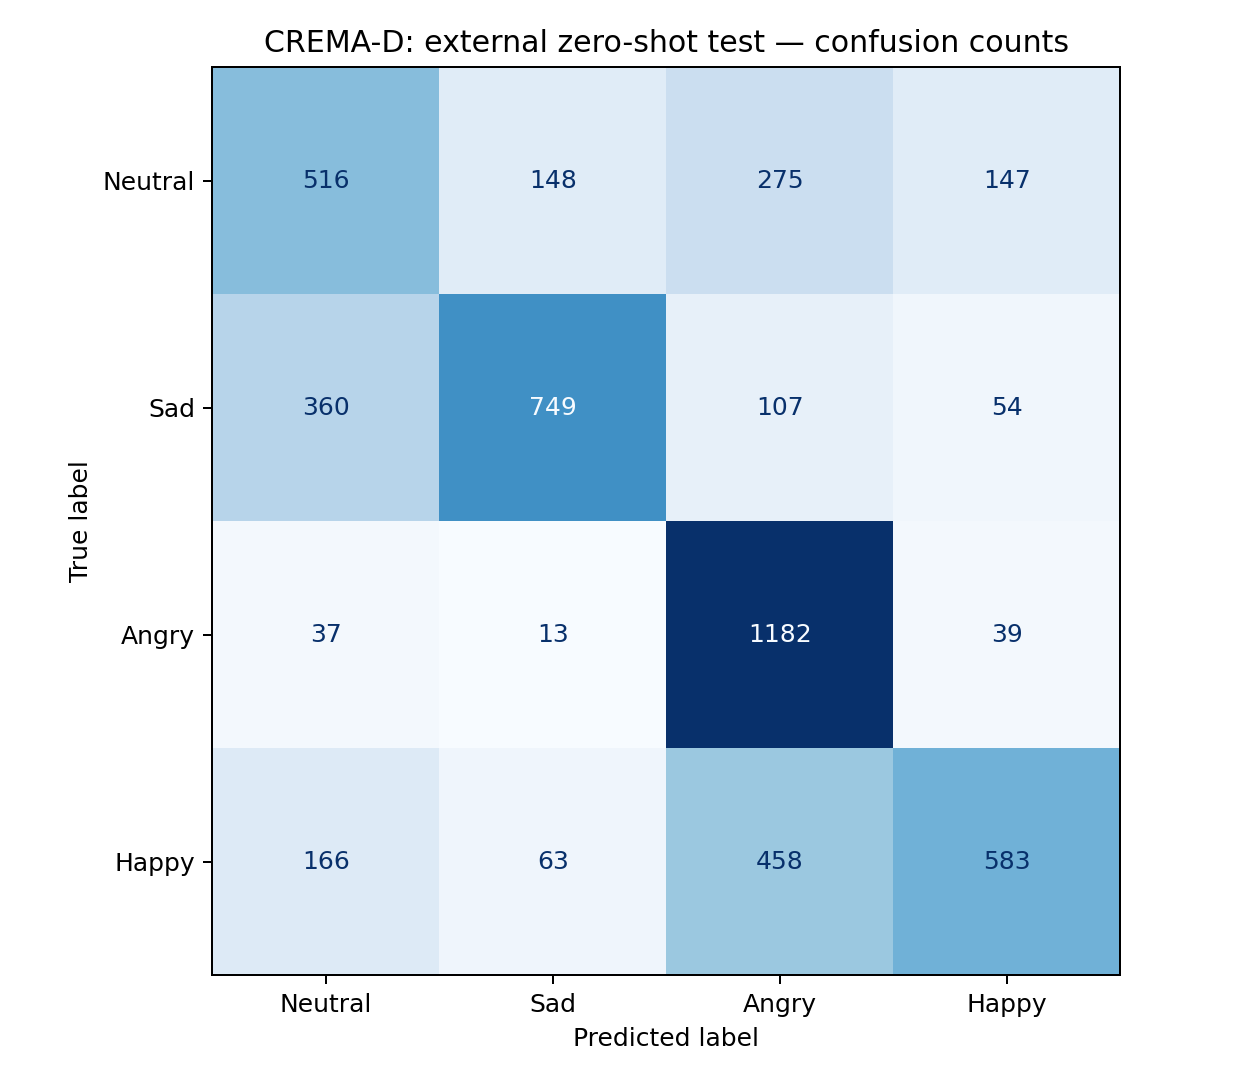 CREMA-D: external zero-shot test — confusion counts
Neutral 516 148 275 147
Sad 360 749 107 54
Angry 37 13 1182 39
Happy 166 63 458 583
True label
Neutral Sad Angry Happy
Predicted label